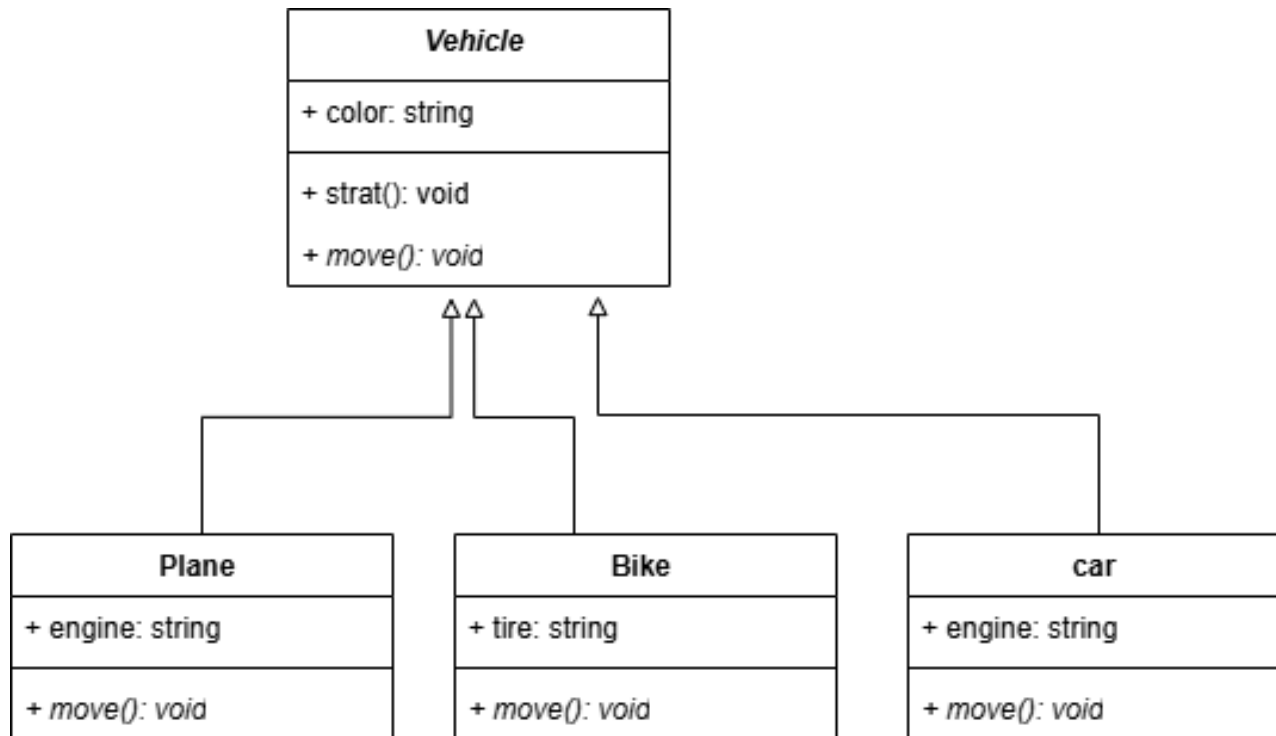 Vehicle
+ color: string
+ strat(): void
+ move(): void
Plane
+ engine: string
+ move(): void
Bike
+ tire: string
+ move(): void
car
+ engine: string
+ move(): void